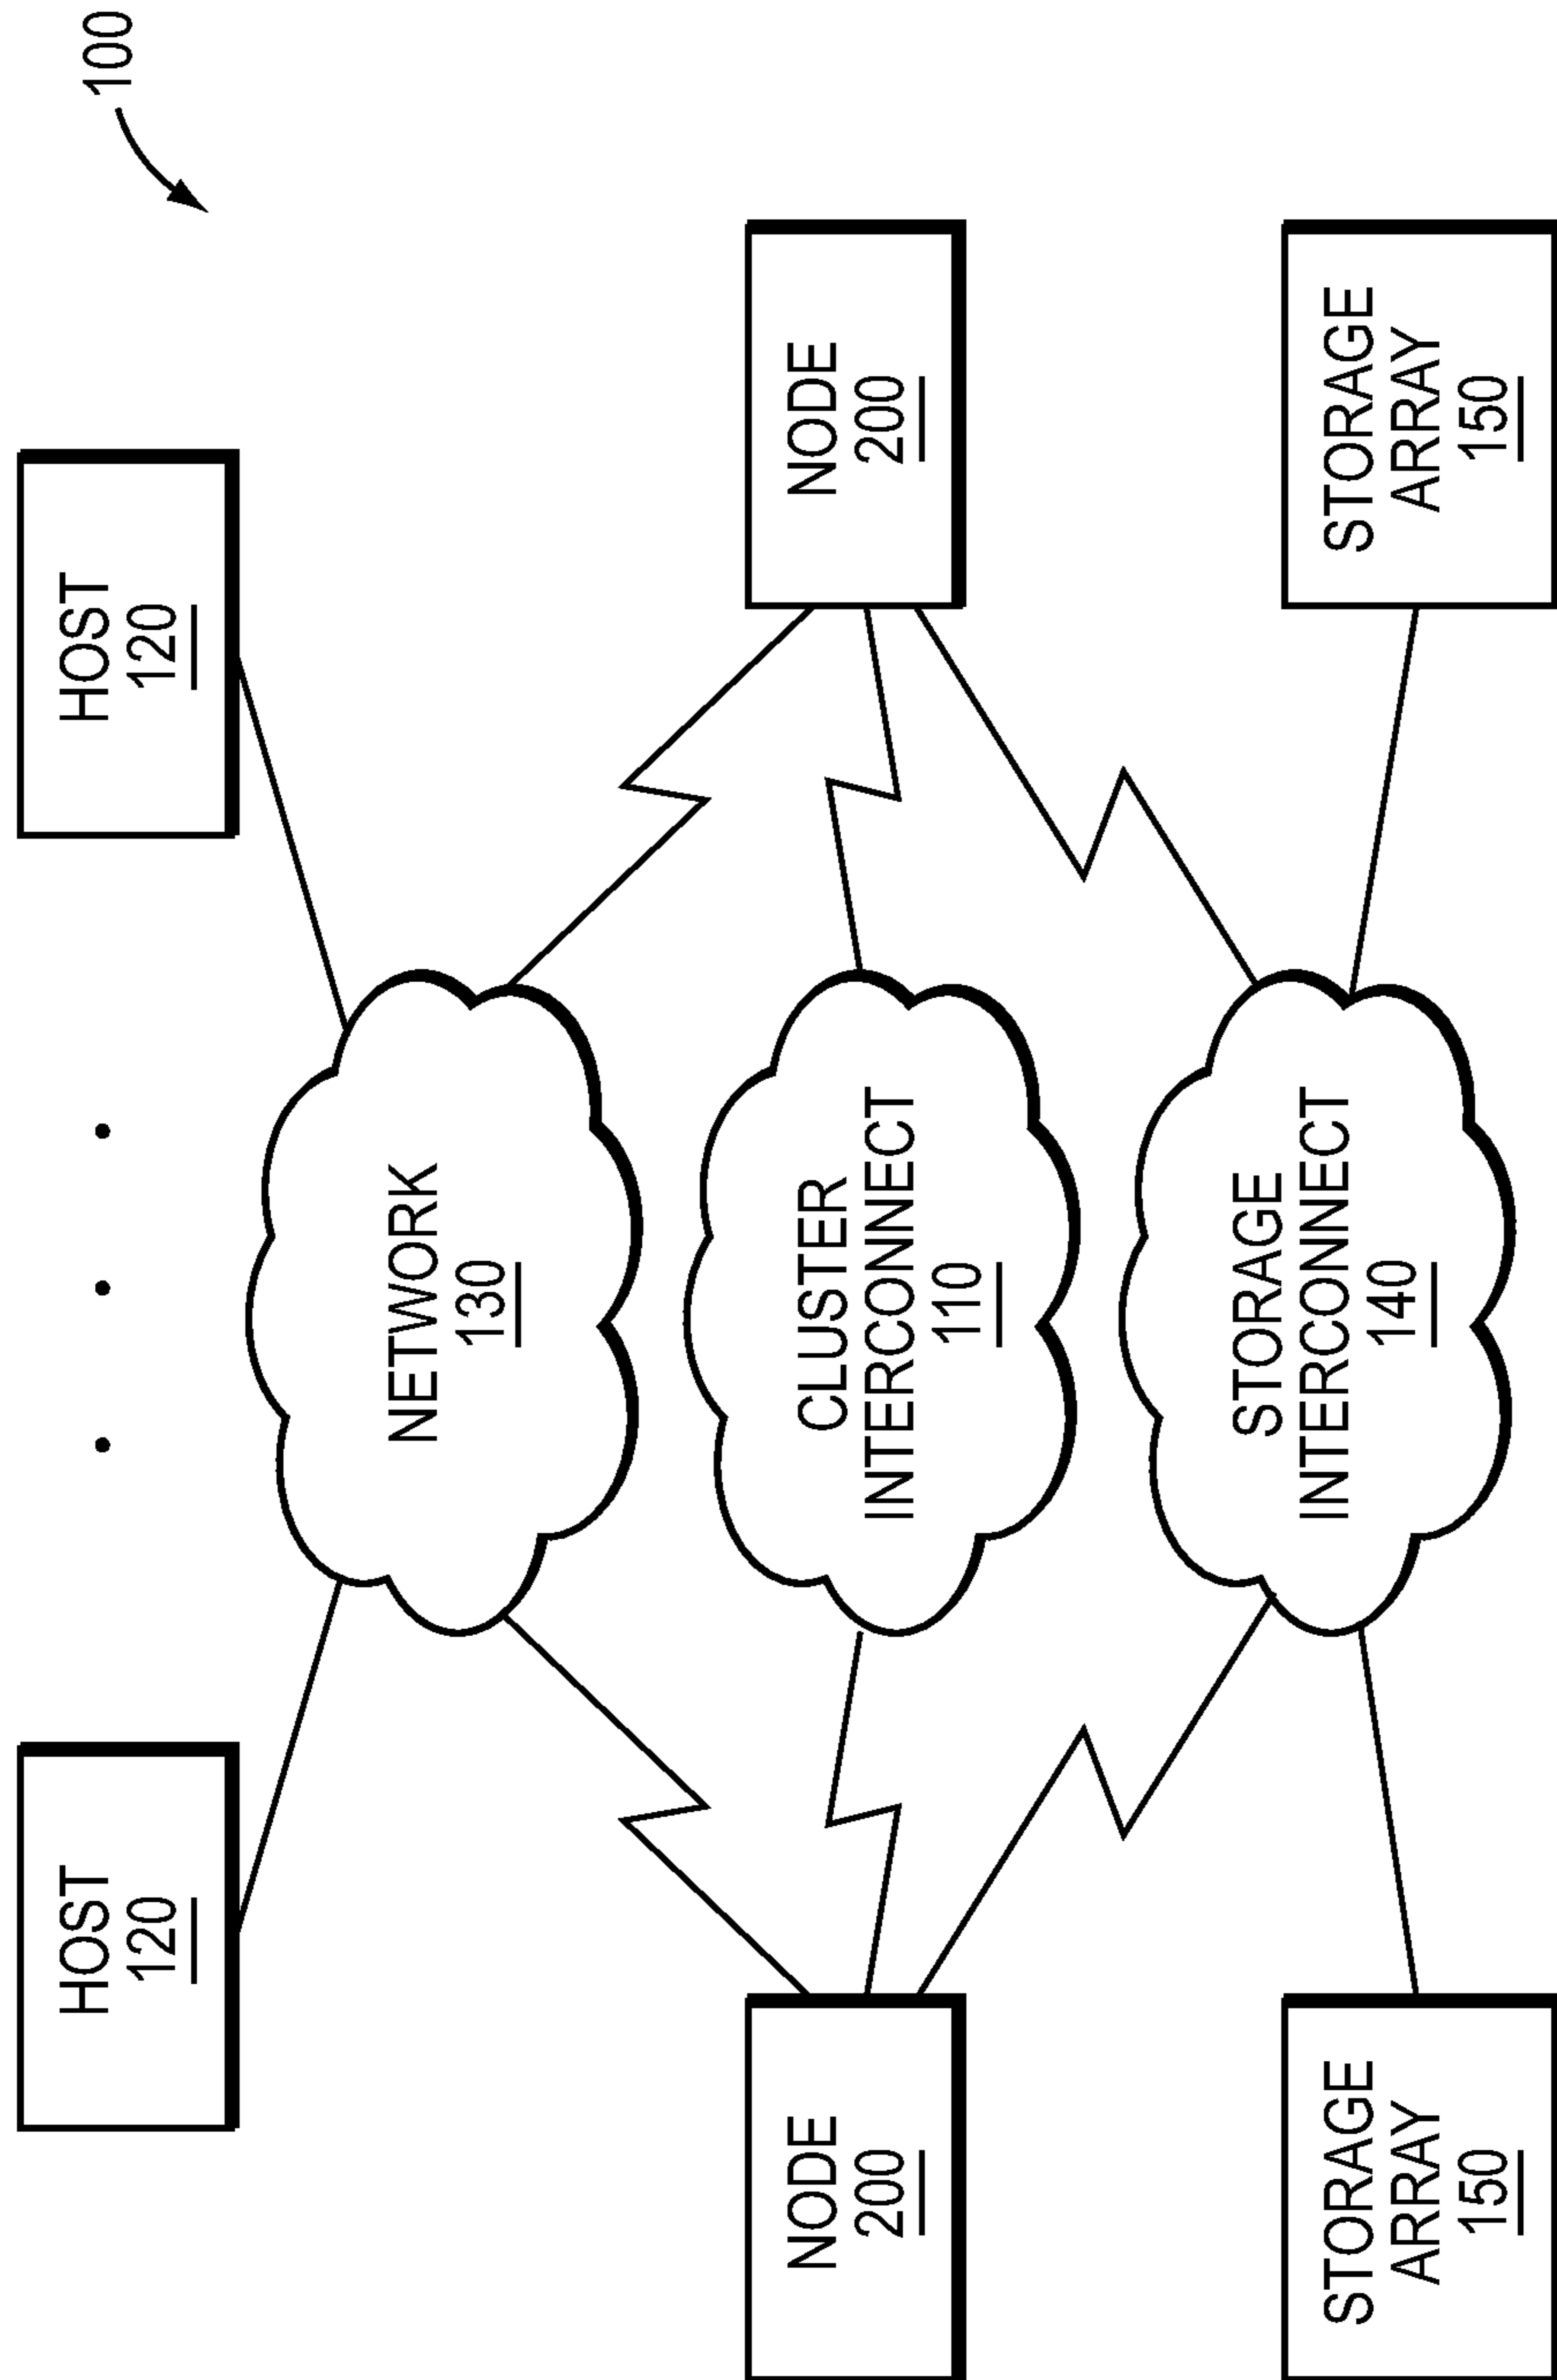 100
HOST
120
HOST
120
NETWORK
130
NODE
200
CLUSTER
INTERCONNECT
110
NODE
200
STORAGE
INTERCONNECT
140
STORAGE
ARRAY
150
STORAGE
ARRAY
150